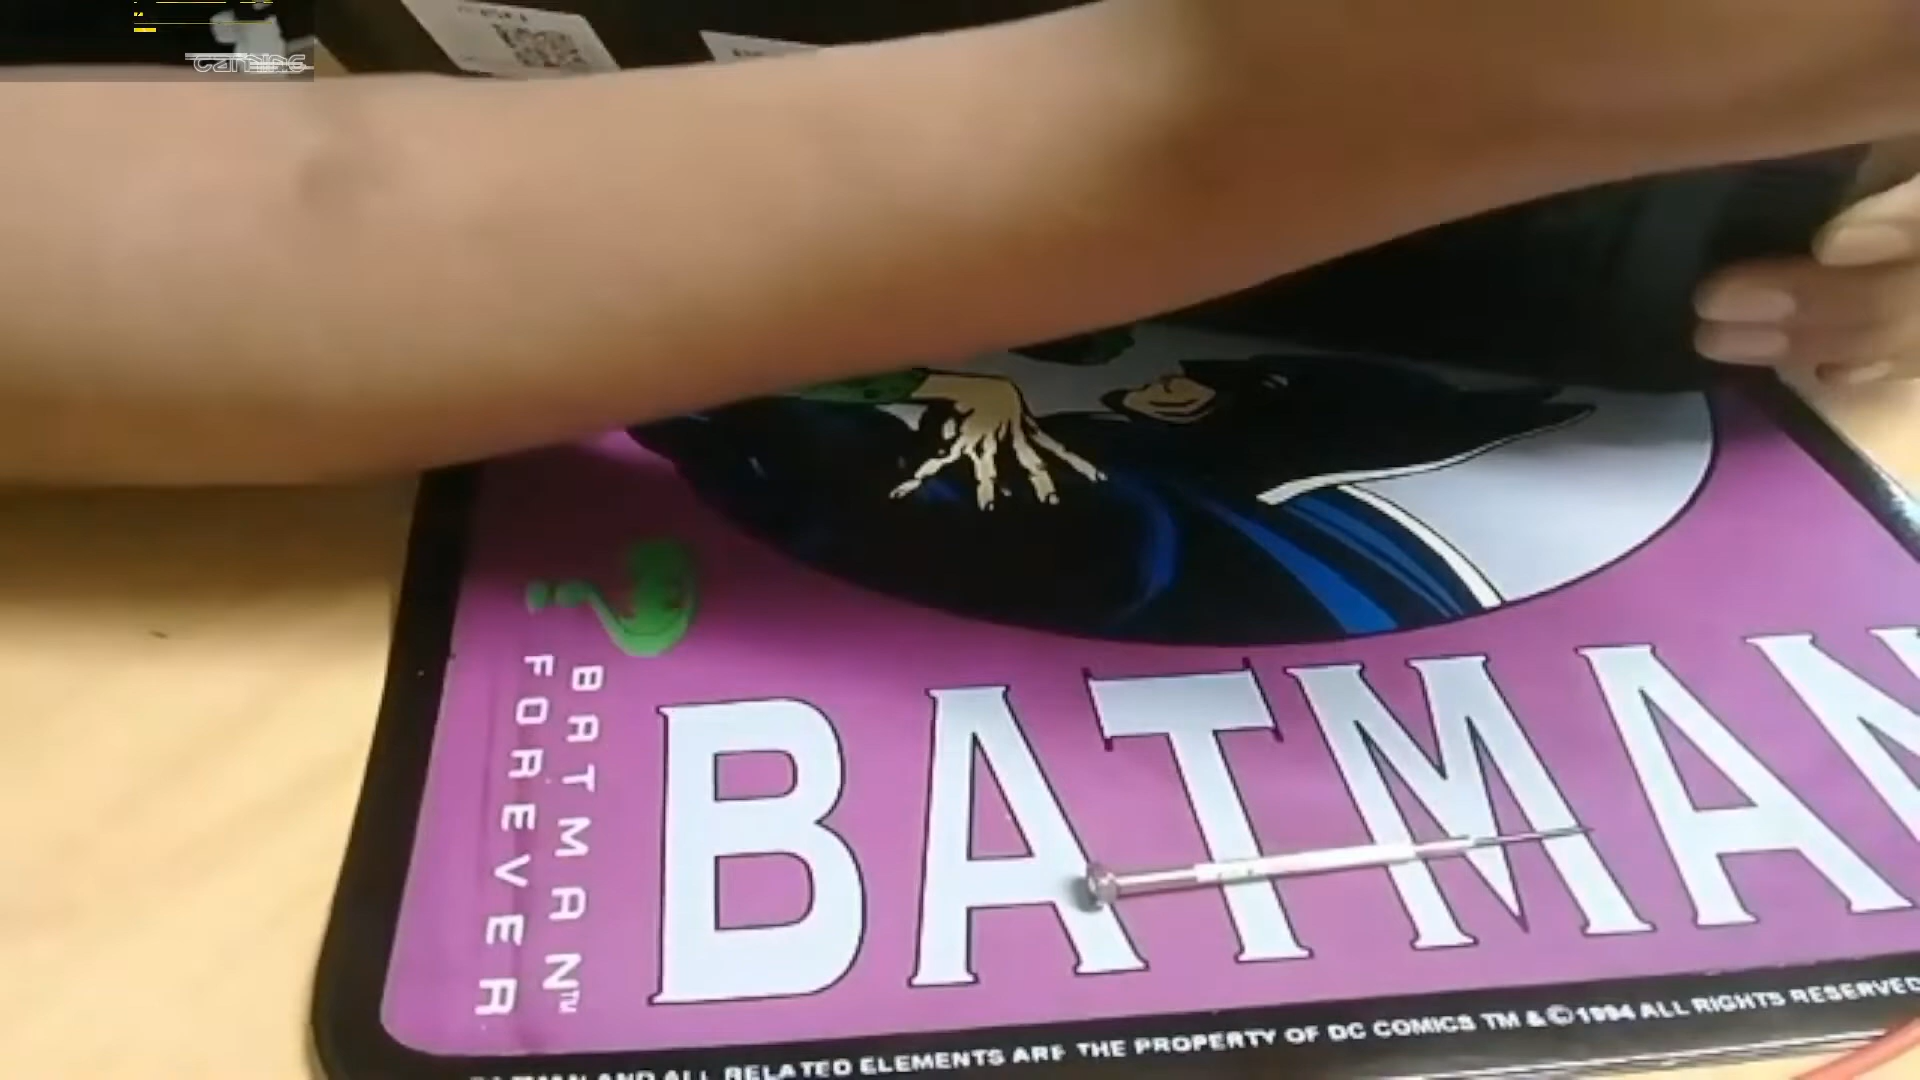 BATMAN™
FOREVER
BATMAN
BATMAN AND ALL RELATED ELEMENTS ARE THE PROPERTY OF DC COMICS TM & © 1994 ALL RIGHTS RESERVED